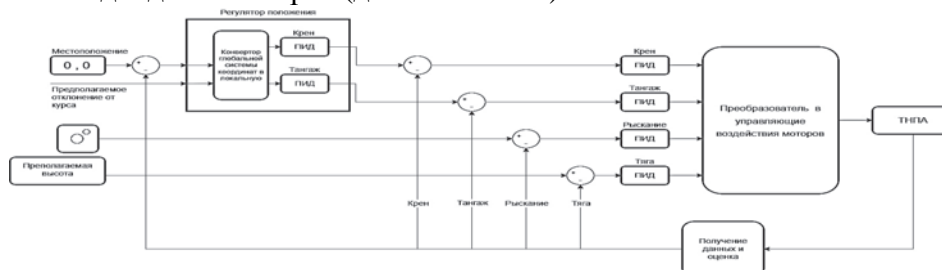 Регулятор положения
Местоположение
0 , 0
Предполагаемое
отклонение от
курса
Преполагаемая
высота
Конвертор
глобальной
системы
координат в
локальную
Крен
ПИД
Тангаж
ПИД
+
-
+
-
+
-
+
-
+
-
Крен
Тангаж
Рыскание
Тяга
Крен
ПИД
Тангаж
ПИД
Рыскание
ПИД
Тяга
ПИД
Преобразователь в
управляющие
воздействия моторов
ТНПА
Получение
данных и
оценка